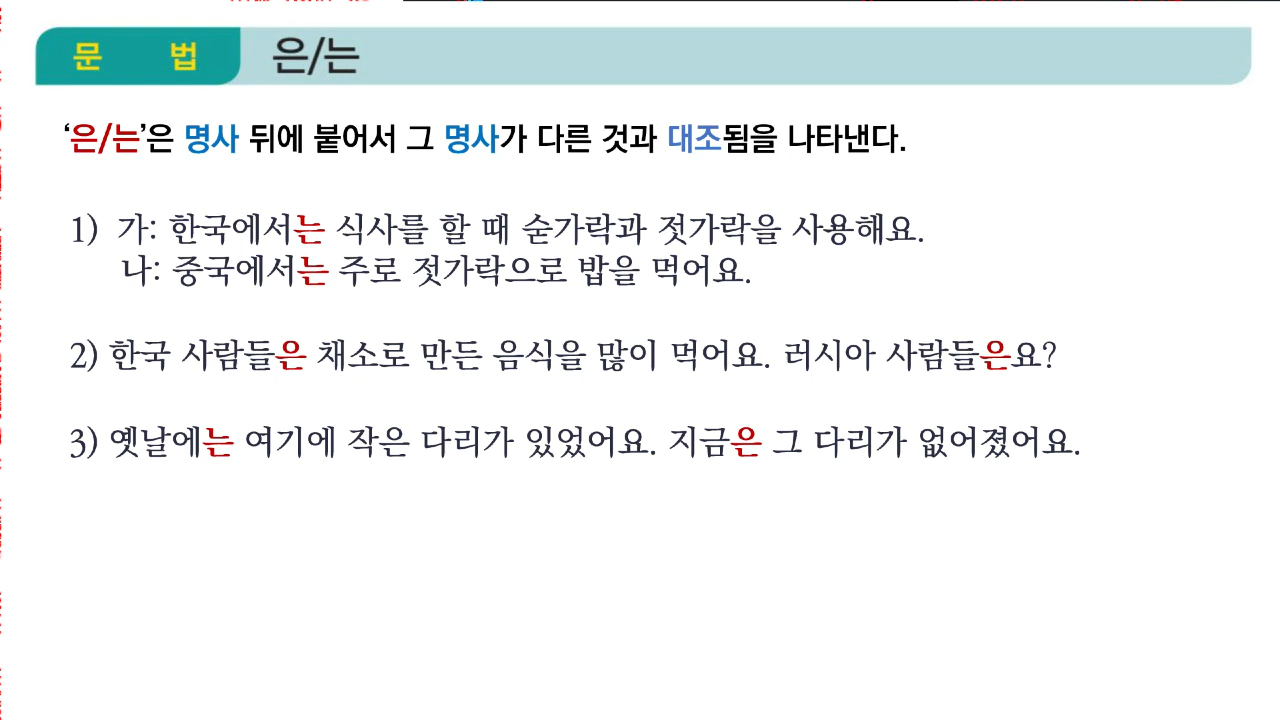 문 법 은/는
‘은/는’은 명사 뒤에 붙어서 그 명사가 다른 것과 대조됨을 나타낸다.
1) 가: 한국에서는 식사를 할 때 숟가락과 젓가락을 사용해요.
나: 중국에서는 주로 젓가락으로 밥을 먹어요.
2) 한국 사람들은 채소로 만든 음식을 많이 먹어요. 러시아 사람들은요?
3) 옛날에는 여기에 작은 다리가 있었어요. 지금은 그 다리가 없어졌어요.